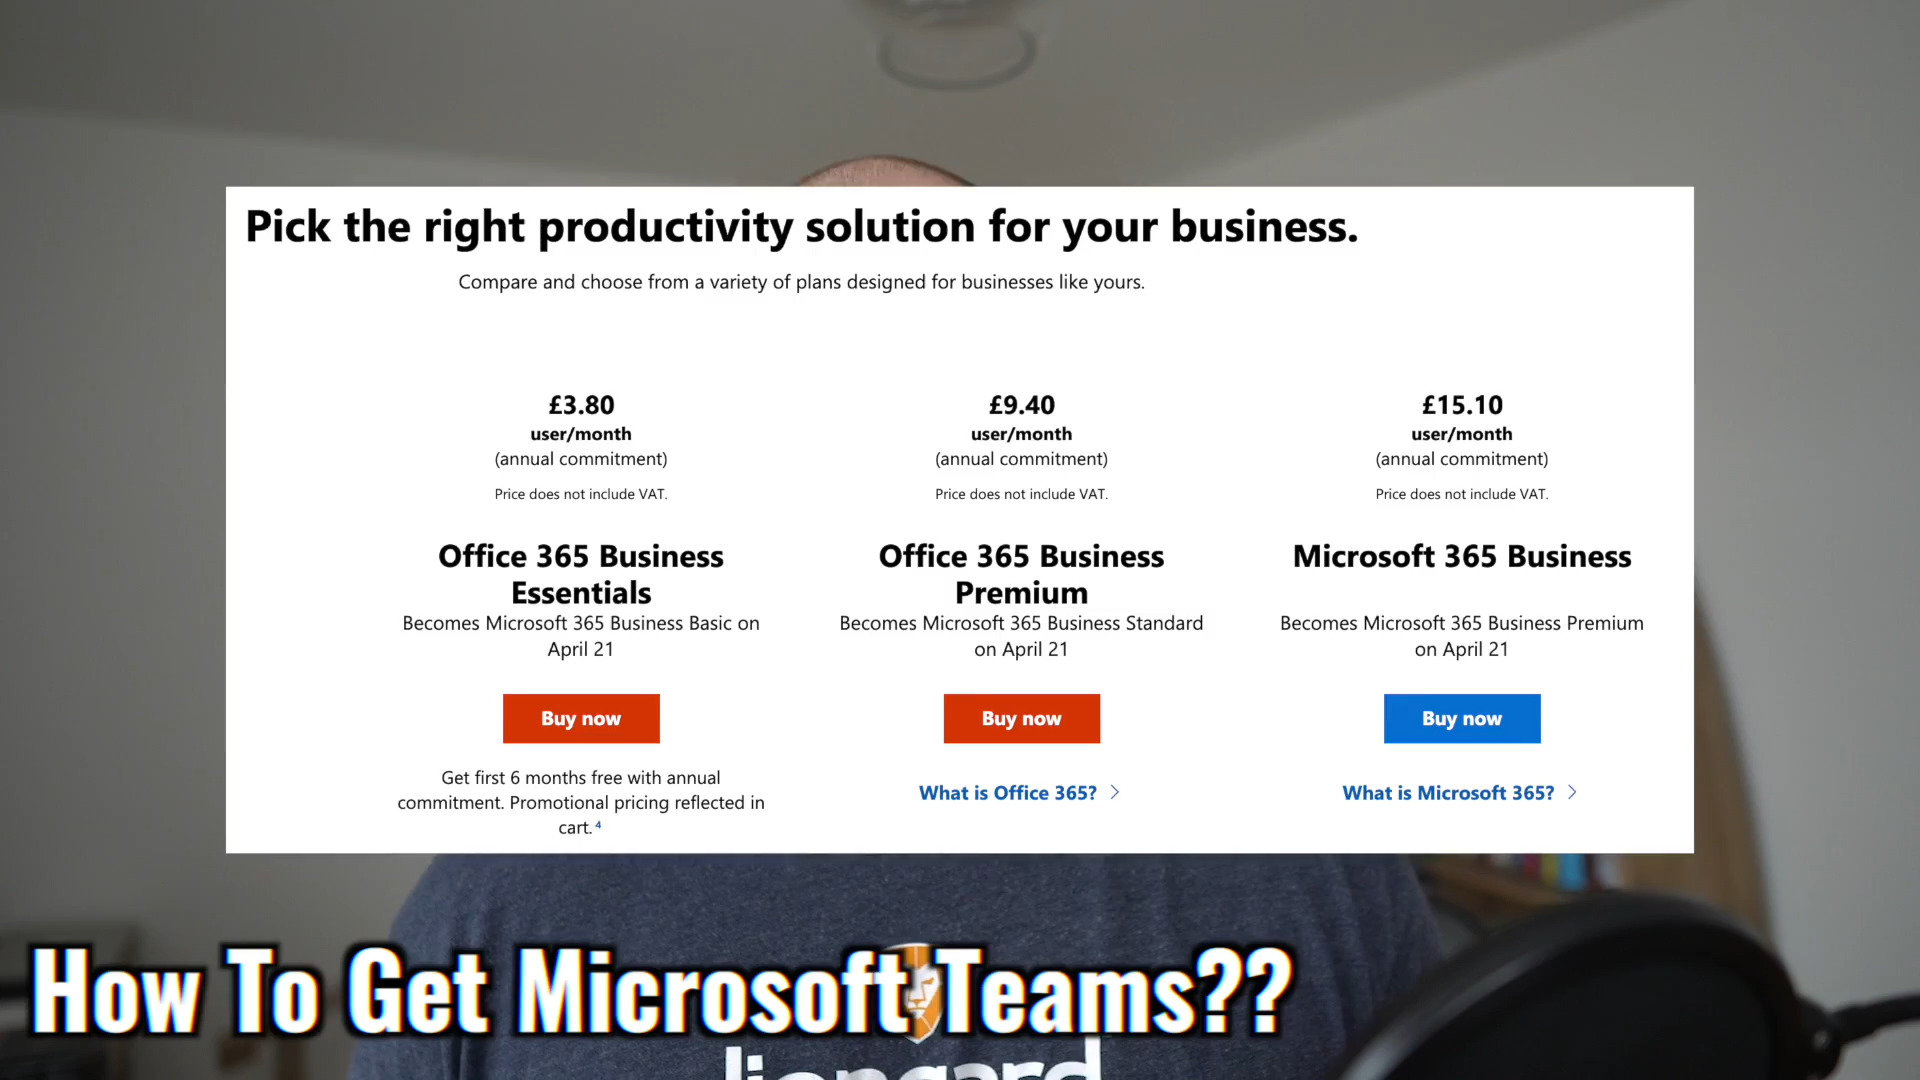 Pick the right productivity solution for your business.
Compare and choose from a variety of plans designed for businesses like yours.
£3.80
user/month
(annual commitment)
Price does not include VAT.
Office 365 Business
Essentials
Becomes Microsoft 365 Business Basic on
April 21
Buy now
Get first 6 months free with annual
commitment. Promotional pricing reflected in
cart. 4
£9.40
user/month
(annual commitment)
Price does not include VAT.
Office 365 Business
Premium
Becomes Microsoft 365 Business Standard
on April 21
Buy now
What is Office 365?
£15.10
user/month
(annual commitment)
Price does not include VAT.
Microsoft 365 Business
Becomes Microsoft 365 Business Premium
on April 21
Buy now
What is Microsoft 365?
How To Get Microsoft Teams??
liongard